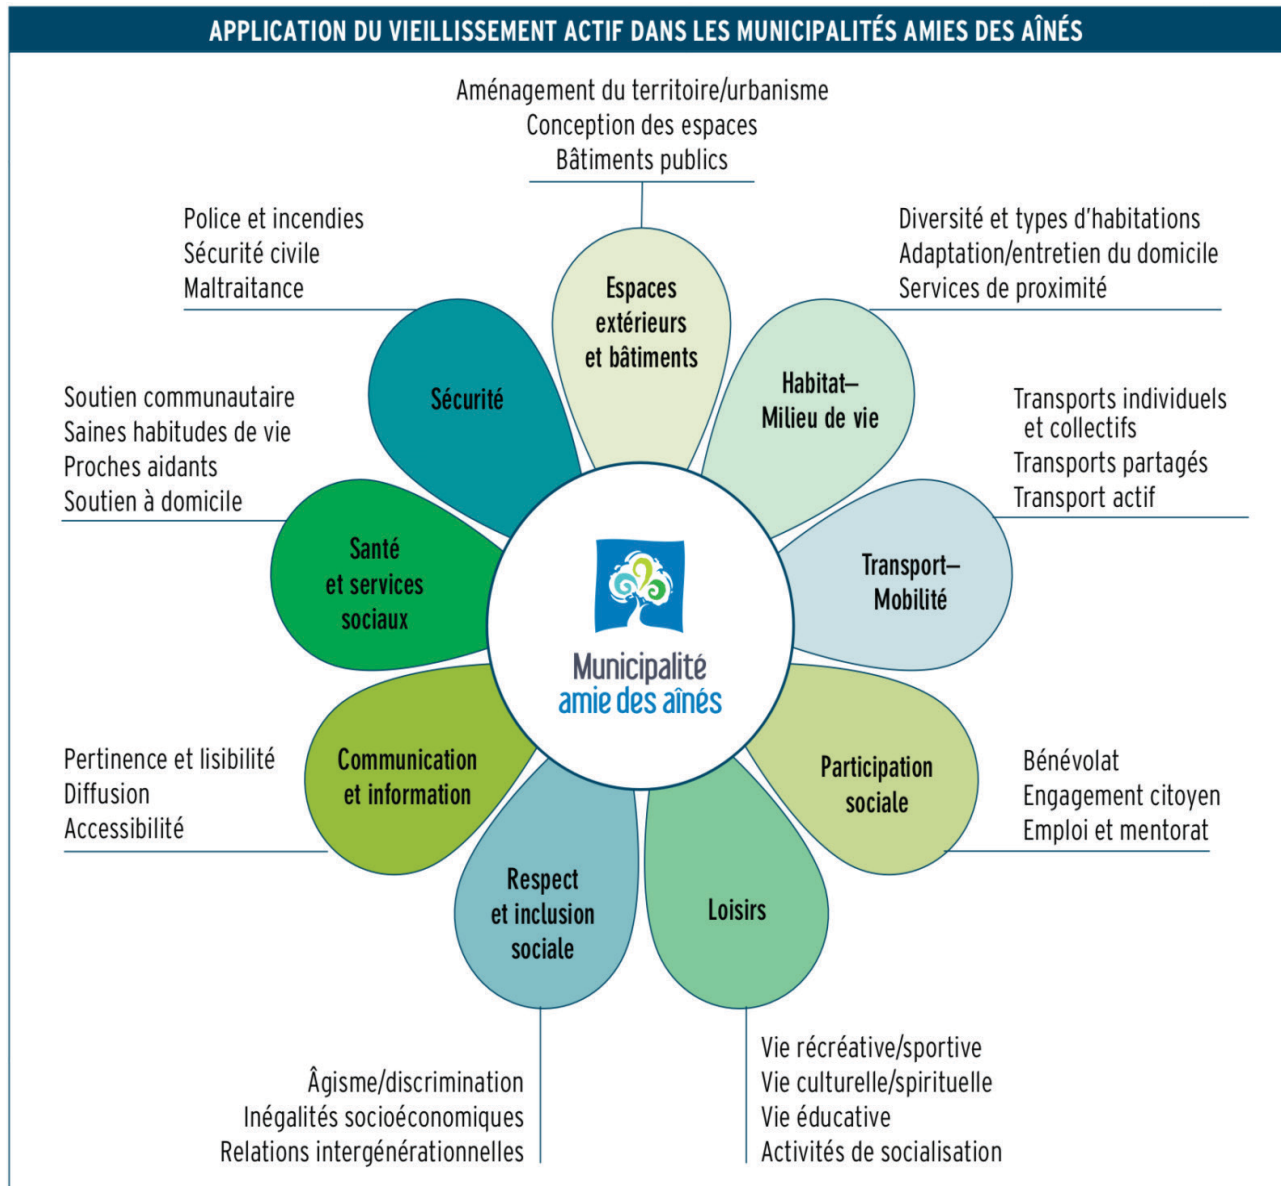 APPLICATION DU VIEILLISSEMENT ACTIF DANS LES MUNICIPALITÉS AMIES DES AÎNÉS
Aménagement du territoire/urbanisme
Conception des espaces
Bâtiments publics
Espaces
extérieurs
et bâtiments
Diversité et types d'habitations
Adaptation/entretien du domicile
Services de proximité
Habitat–
Milieu de vie
Transports individuels
et collectifs
Transports partagés
Transport actif
Transport–
Mobilité
Bénévolat
Engagement citoyen
Emploi et mentorat
Participation
sociale
Loisirs
Vie récréative/sportive
Vie culturelle/spirituelle
Vie éducative
Activités de socialisation
Respect
et inclusion
sociale
Âgisme/discrimination
Inégalités socioéconomiques
Relations intergénérationnelles
Communication
et information
Pertinence et lisibilité
Diffusion
Accessibilité
Santé
et services
sociaux
Soutien communautaire
Saines habitudes de vie
Proches aidants
Soutien à domicile
Sécurité
Police et incendies
Sécurité civile
Maltraitance
Municipalité
amie des aînés